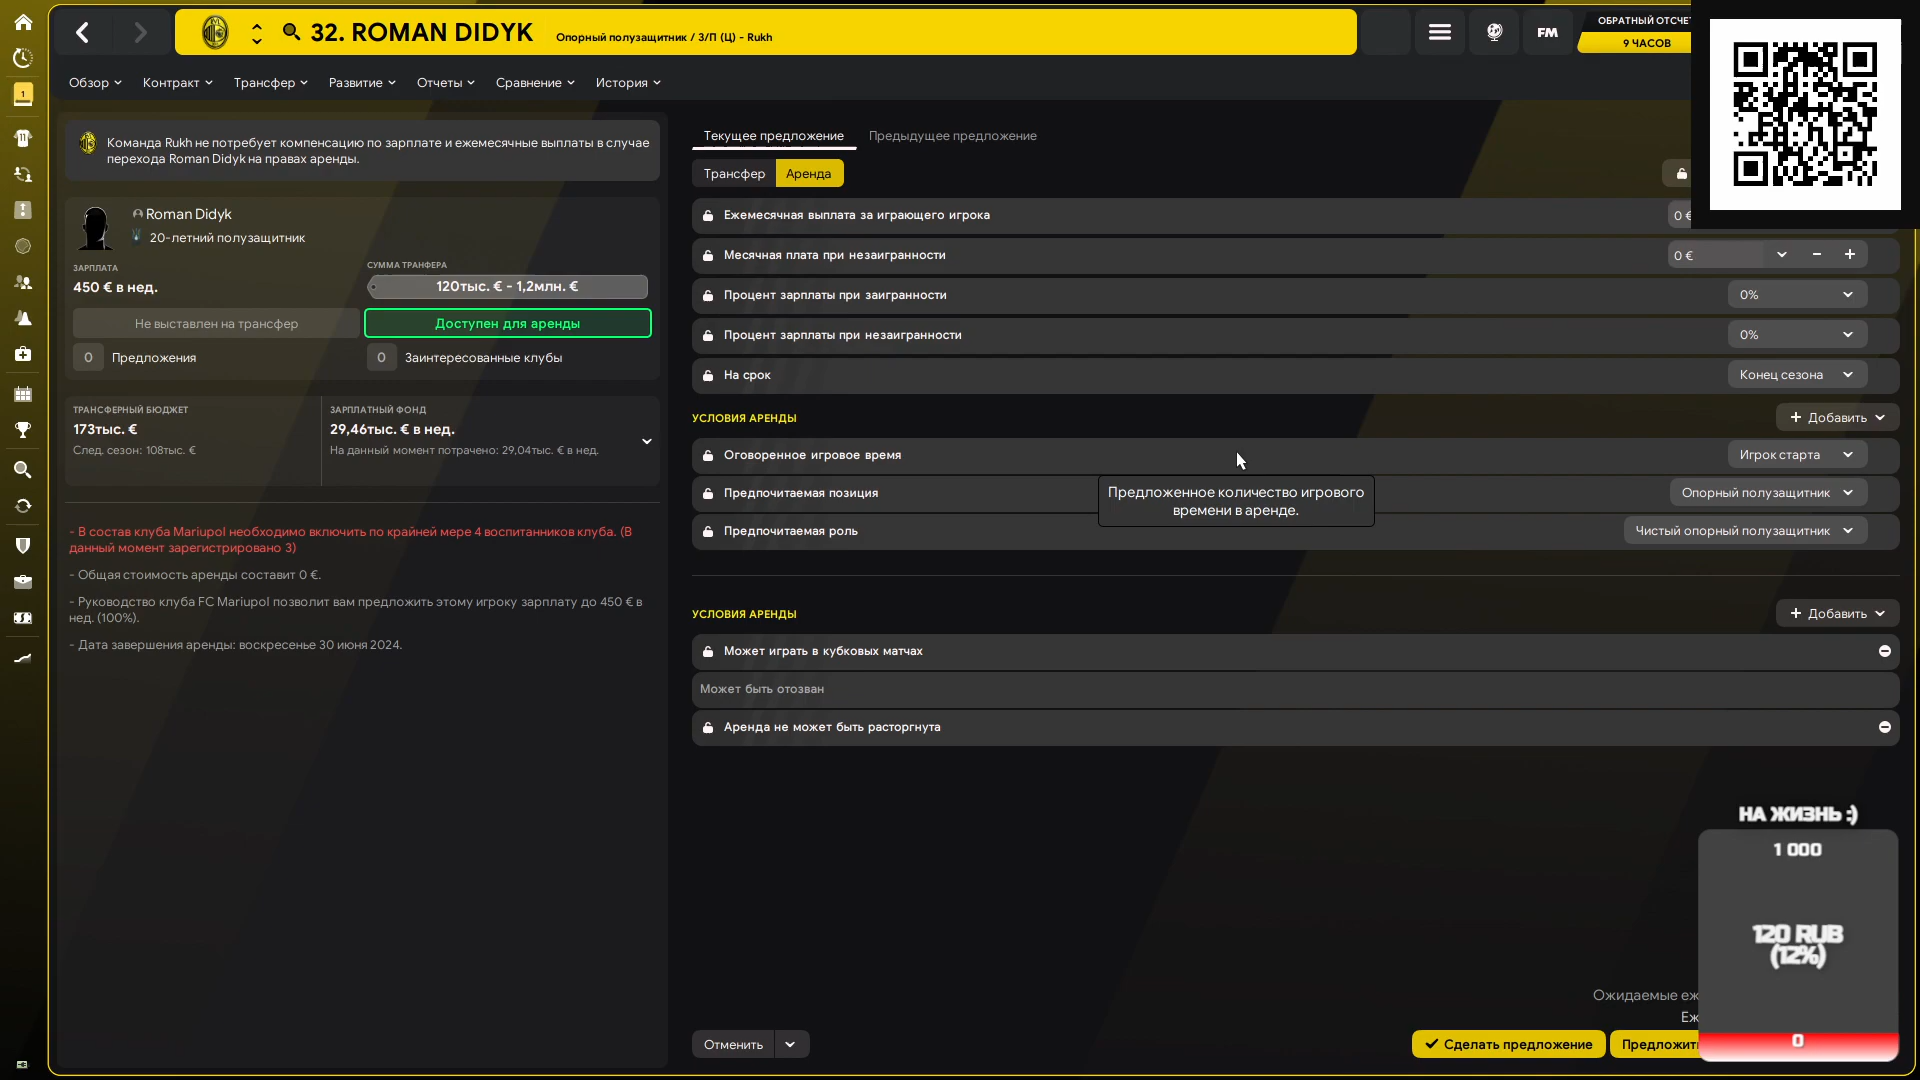 32. ROMAN DIDYK
Опорный полузащитник / З/П (Ц) - Rukh
FM
ОБРАТНЫЙ ОТСЧЕТ
9 ЧАСОВ
1
11
Обзор
Контракт
Трансфер
Развитие
Отчеты
Сравнение
История
Команда Rukh не потребует компенсацию по зарплате и ежемесячные выплаты в случае
перехода Roman Didyk на правах аренды.
Roman Didyk
20-летний полузащитник
ЗАРПЛАТА
450 € в нед.
СУММА ТРАНФЕРА
120тыс. € - 1,2млн. €
Не выставлен на трансфер
Доступен для аренды
0 Предложения
0 Заинтересованные клубы
ТРАНСФЕРНЫЙ БЮДЖЕТ
173тыс. €
След. сезон: 108тыс. €
ЗАРПЛАТНЫЙ ФОНД
29,46тыс. € в нед.
На данный момент потрачено: 29,04тыс. € в нед.
- В состав клуба Mariupol необходимо включить по крайней мере 4 воспитанников клуба. (В
данный момент зарегистрировано 3)
- Общая стоимость аренды составит 0 €.
- Руководство клуба FC Mariupol позволит вам предложить этому игроку зарплату до 450 € в
нед. (100%).
- Дата завершения аренды: воскресенье 30 июня 2024.
Текущее предложение
Предыдущее предложение
Трансфер
Аренда
Ежемесячная выплата за играющего игрока
0 €
Месячная плата при незаигранности
0 €
Процент зарплаты при заигранности
0%
Процент зарплаты при незаигранности
0%
На срок
Конец сезона
УСЛОВИЯ АРЕНДЫ
Добавить
Оговоренное игровое время
Игрок старта
Предпочитаемая позиция
Опорный полузащитник
Предложенное количество игрового
времени в аренде.
Предпочитаемая роль
Чистый опорный полузащитник
УСЛОВИЯ АРЕНДЫ
Добавить
Может играть в кубковых матчах
Может быть отозван
Аренда не может быть расторгнута
НА ЖИЗНЬ :)
1 000
120 RUB
(12%)
0
Ожидаемые еж
Еж
Отменить
Сделать предложение
Предложить